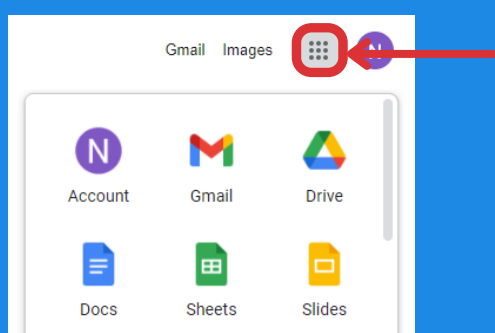 Gmail Images N
N
Account Gmail Drive
Docs Sheets Slides